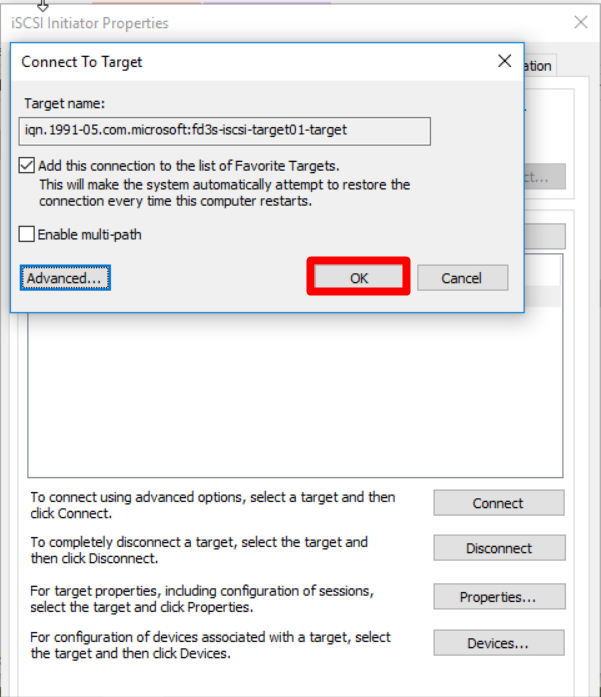 iSCSI Initiator Properties
Connect To Target
Target name:
iqn.1991-05.com.microsoft:fd3s-iscsi-target01-target
Add this connection to the list of Favorite Targets.
This will make the system automatically attempt to restore the
connection every time this computer restarts.
Enable multi-path
Advanced...
OK
Cancel
To connect using advanced options, select a target and then
click Connect.
Connect
To completely disconnect a target, select the target and
then click Disconnect.
Disconnect
For target properties, including configuration of sessions,
select the target and click Properties.
Properties...
For configuration of devices associated with a target, select
the target and then click Devices.
Devices...